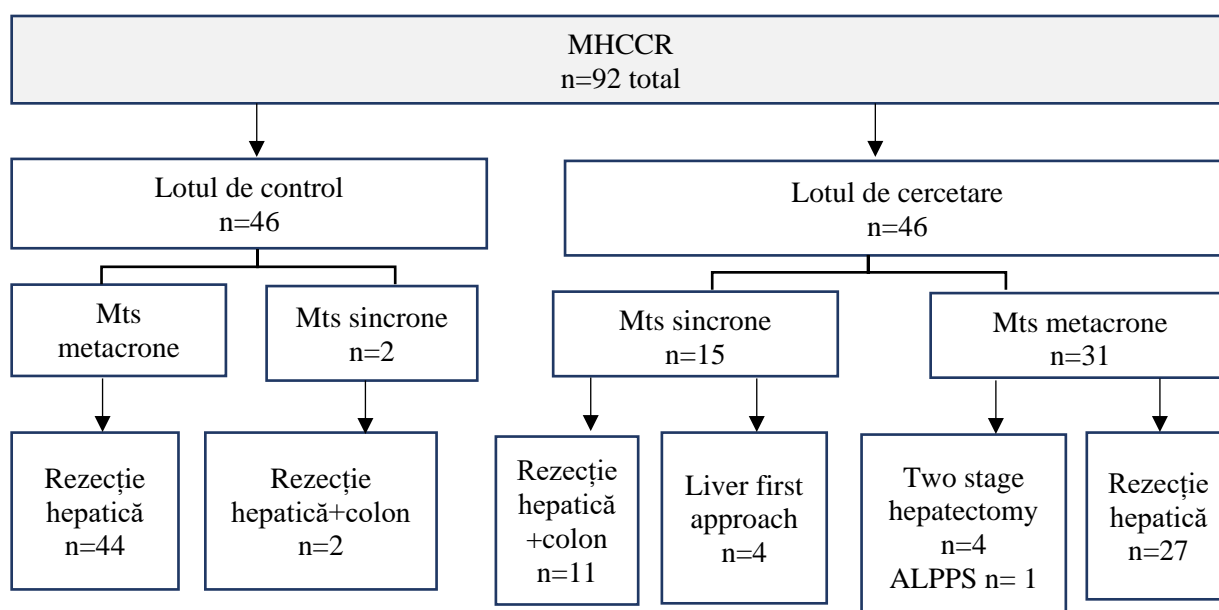 MHCCR
n=92 total
Lotul de control
n=46
Lotul de cercetare
n=46
Mts
metacrone
Mts sincrone
n=2
Mts sincrone
n=15
Mts metacrone
n=31
Rezecție
hepatică
n=44
Rezecție
hepatică+colon
n=2
Rezecție
hepatică
+colon
n=11
Liver first
approach
n=4
Two stage
hepatectomy
n=4
ALPPS n= 1
Rezecție
hepatică
n=27